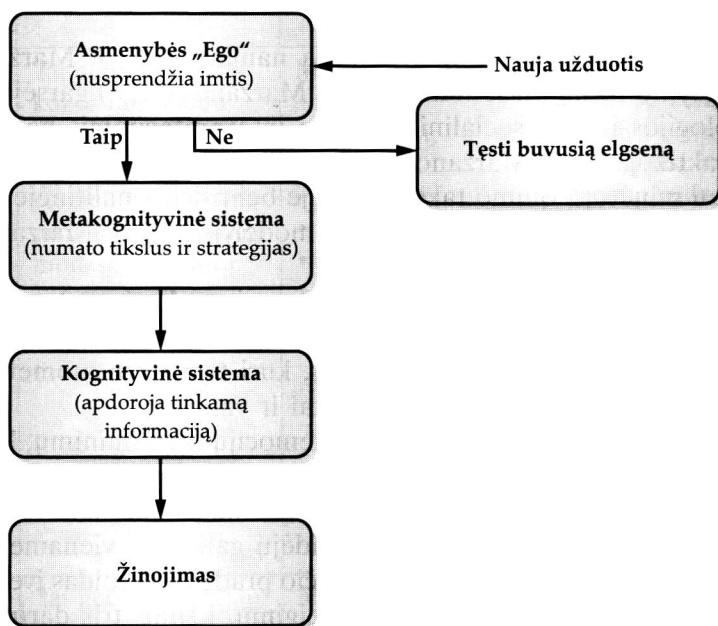 Asmenybės „Ego“
(nusprendžia imtis)
Nauja užduotis
Taip
Ne
Tęsti buvusią elgseną
Metakognityvinė sistema
(numato tikslus ir strategijas)
Kognityvinė sistema
(apdoroja tinkamą
informaciją)
Žinojimas